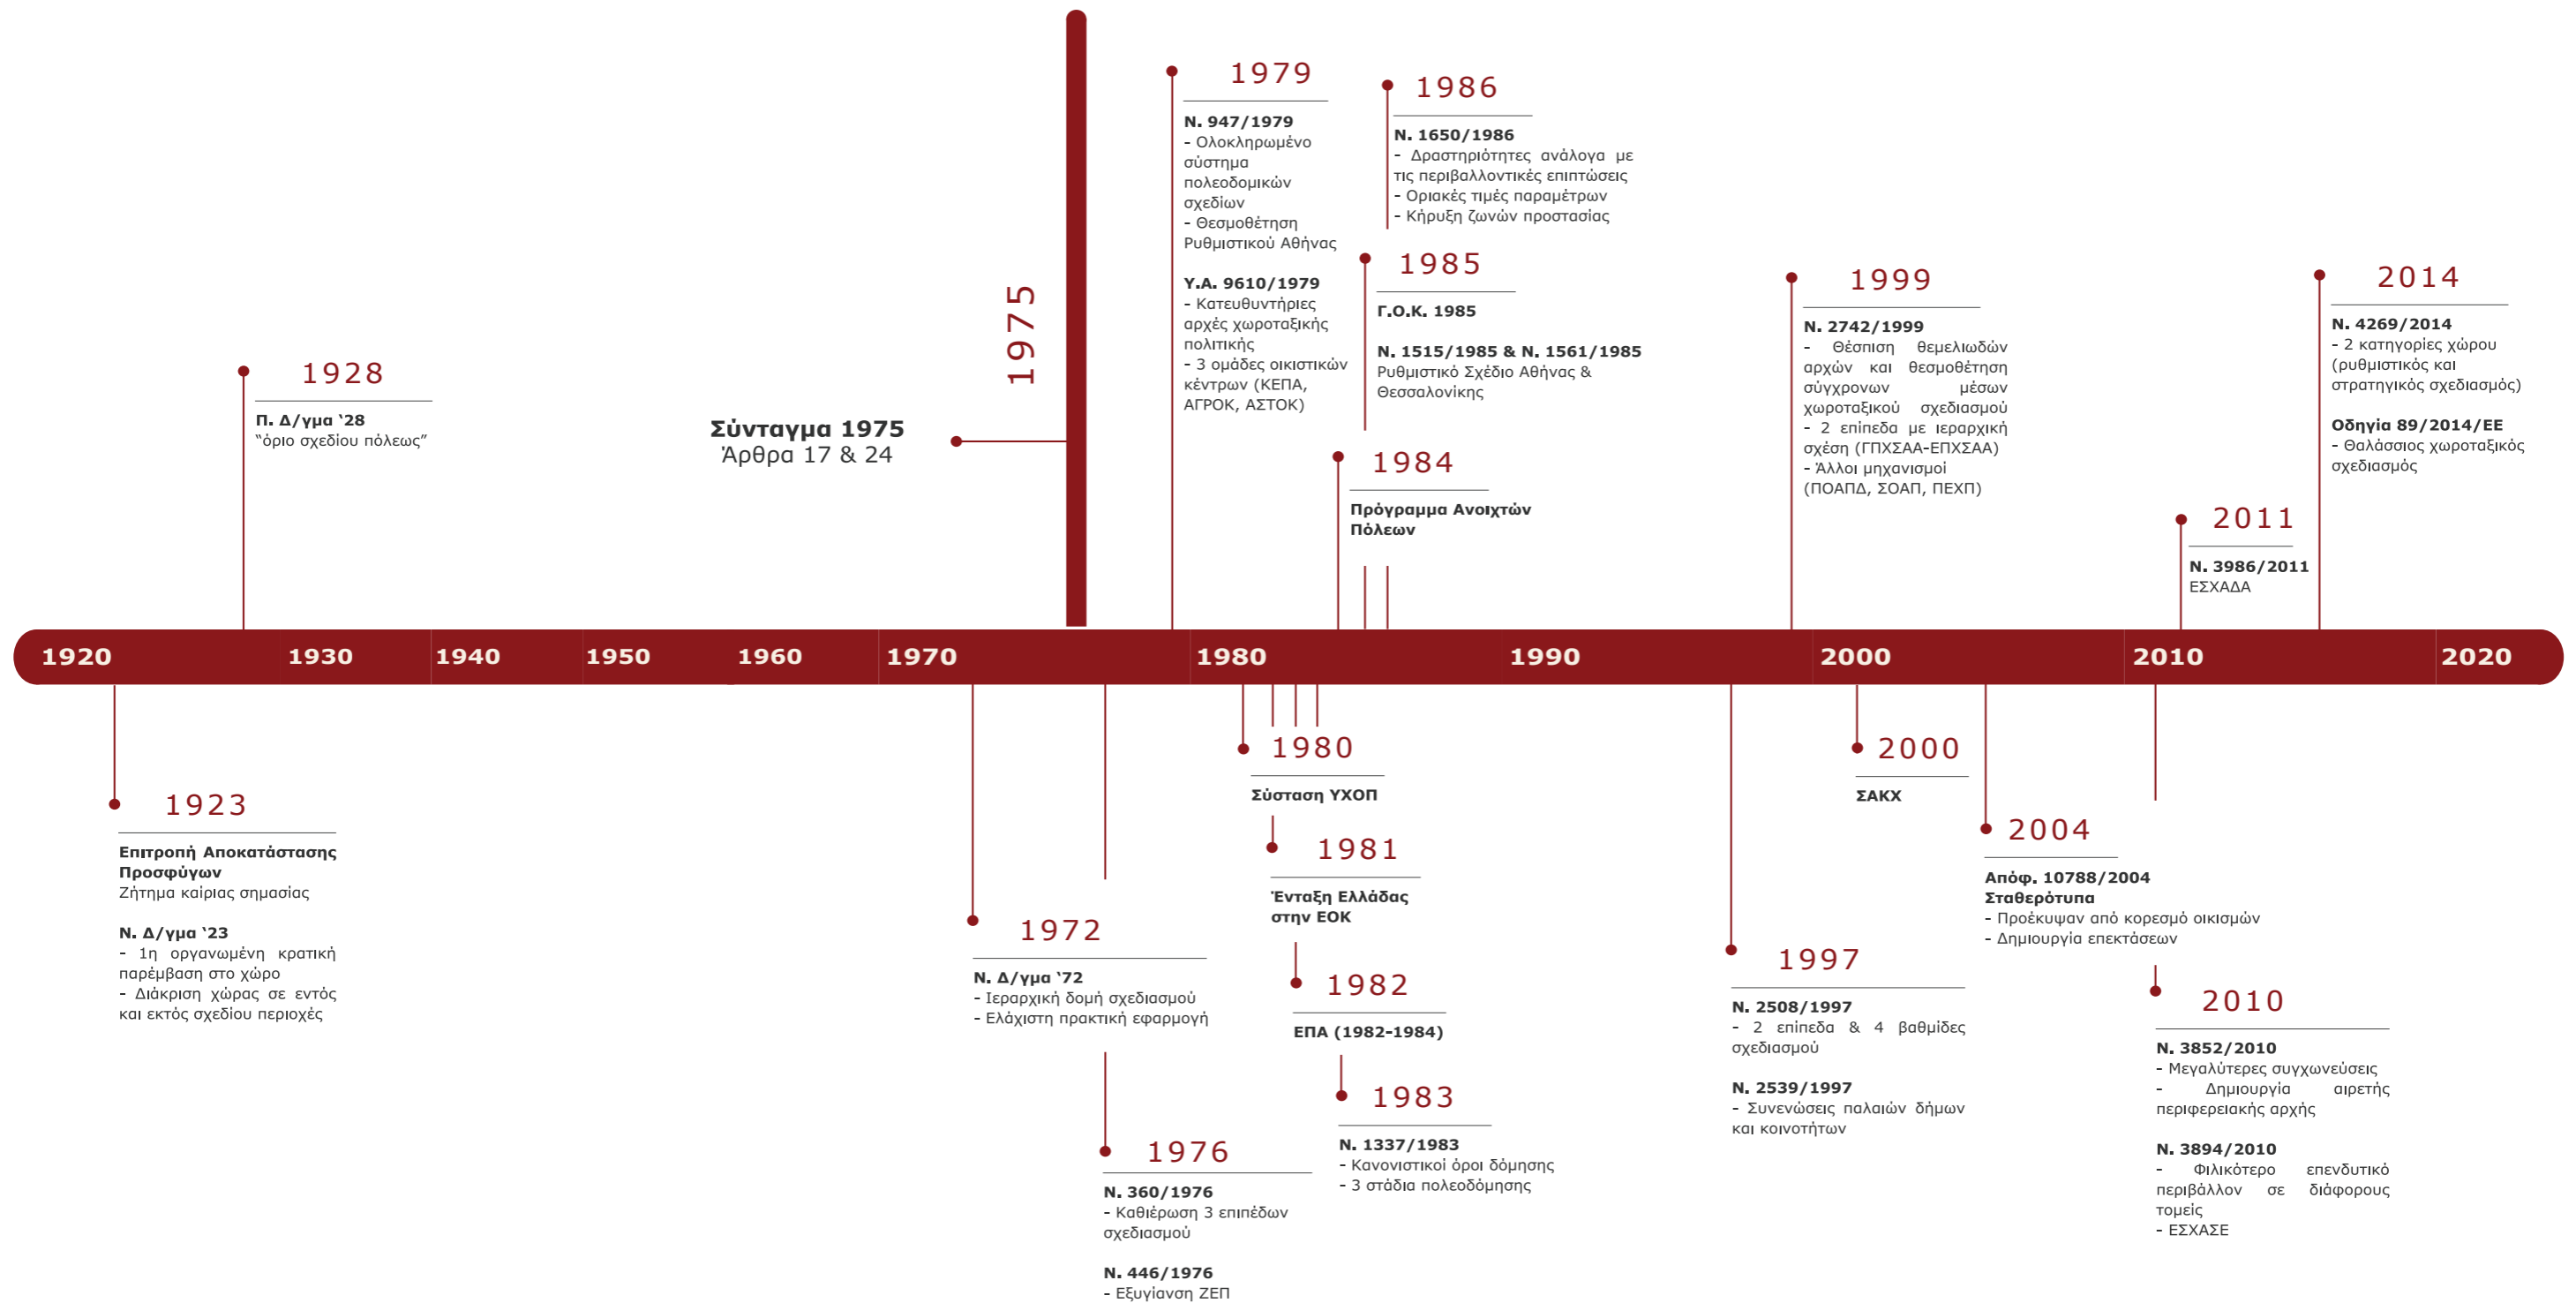 1979
Ν. 947/1979
- Ολοκληρωμένο
σύστημα
πολεοδομικών
σχεδίων
- Θεσμοθέτηση
Ρυθμιστικού Αθήνας
Υ.Α. 9610/1979
- Κατευθυντήριες
αρχές χωροταξικής
πολιτικής
- 3 ομάδες οικιστικών
κέντρων (ΚΕΠΑ,
ΑΓΡΟΚ, ΑΣΤΟΚ)
1986
Ν. 1650/1986
- Δραστηριότητες ανάλογα με
τις περιβαλλοντικές επιπτώσεις
- Οριακές τιμές παραμέτρων
- Κήρυξη ζωνών προστασίας
1985
Γ.Ο.Κ. 1985
Ν. 1515/1985 & Ν. 1561/1985
Ρυθμιστικό Σχέδιο Αθήνας &
Θεσσαλονίκης
1984
Πρόγραμμα Ανοιχτών
Πόλεων
1999
Ν. 2742/1999
- Θέσπιση θεμελιωδών
αρχών και θεσμοθέτηση
σύγχρονων μέσων
χωροταξικού σχεδιασμού
- 2 επίπεδα με ιεραρχική
σχέση (ΓΠΧΣΑΑ-ΕΠΧΣΑΑ)
- Άλλοι μηχανισμοί
(ΠΟΑΠΔ, ΣΟΑΠ, ΠΕΧΠ)
2014
Ν. 4269/2014
- 2 κατηγορίες χώρου
(ρυθμιστικός και
στρατηγικός σχεδιασμός)
Οδηγία 89/2014/ΕΕ
- Θαλάσσιος χωροταξικός
σχεδιασμός
2011
Ν. 3986/2011
ΕΣΧΑΔΑ
1928
Π. Δ/γμα ‘28
“όριο σχεδίου πόλεως”
1975
Σύνταγμα 1975
Άρθρα 17 & 24
1920 1930 1940 1950 1960 1970 1980 1990 2000 2010 2020
1923
Επιτροπή Αποκατάστασης
Προσφύγων
Ζήτημα καίριας σημασίας
Ν. Δ/γμα ‘23
- 1η οργανωμένη κρατική
παρέμβαση στο χώρο
- Διάκριση χώρας σε εντός
και εκτός σχεδίου περιοχές
1972
Ν. Δ/γμα ‘72
- Ιεραρχική δομή σχεδιασμού
- Ελάχιστη πρακτική εφαρμογή
1976
Ν. 360/1976
- Καθιέρωση 3 επιπέδων
σχεδιασμού
Ν. 446/1976
- Εξυγίανση ΖΕΠ
1980
Σύσταση ΥΧΟΠ
1981
Ένταξη Ελλάδας
στην ΕΟΚ
1982
ΕΠΑ (1982-1984)
1983
Ν. 1337/1983
- Κανονιστικοί όροι δόμησης
- 3 στάδια πολεοδόμησης
1997
Ν. 2508/1997
- 2 επίπεδα & 4 βαθμίδες
σχεδιασμού
Ν. 2539/1997
- Συνενώσεις παλαιών δήμων
και κοινοτήτων
2000
ΣΑΚΧ
2004
Απόφ. 10788/2004
Σταθερότυπα
- Προέκυψαν από κορεσμό οικισμών
- Δημιουργία επεκτάσεων
2010
Ν. 3852/2010
- Μεγαλύτερες συγχωνεύσεις
- Δημιουργία αιρετής
περιφερειακής αρχής
Ν. 3894/2010
- Φιλικότερο επενδυτικό
περιβάλλον σε διάφορους
τομείς
- ΕΣΧΑΣΕ